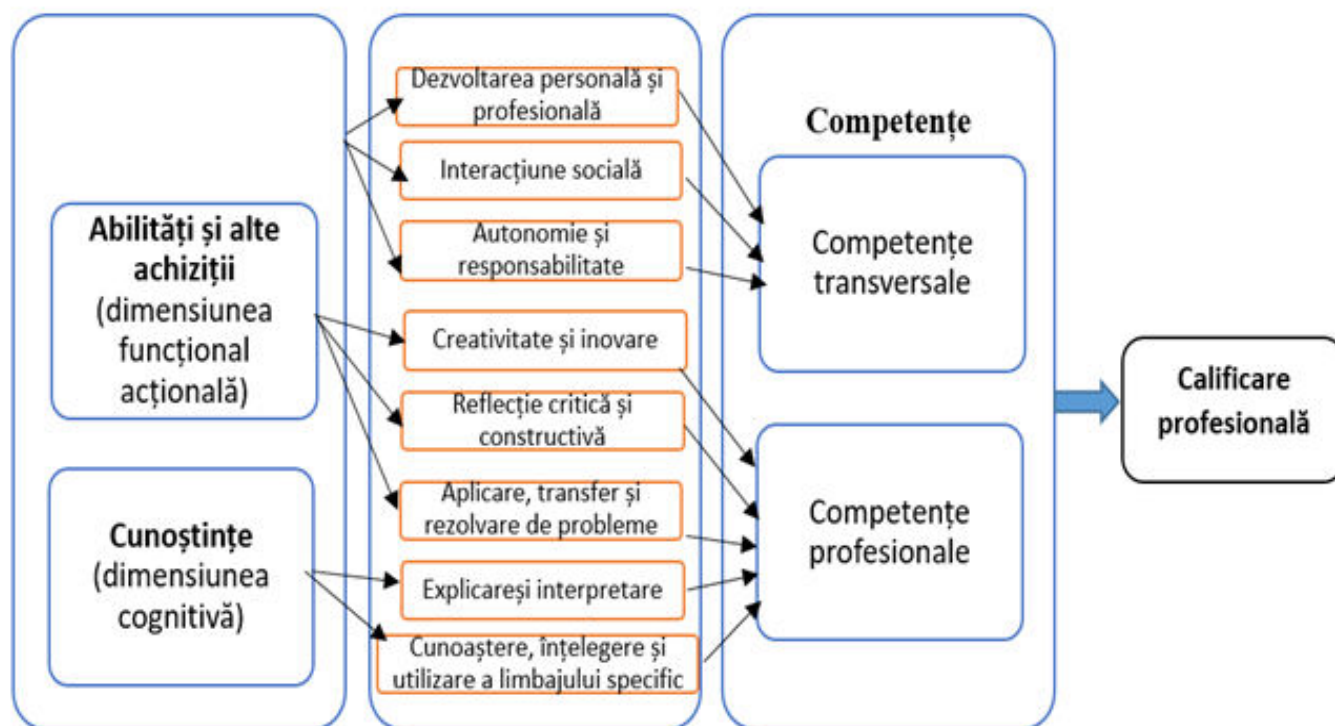 Abilități și alte
achiziții
(dimensiunea
funcțional
acțională)
Cunoștințe
(dimensiunea
cognitivă)
Dezvoltarea personală și
profesională
Interacțiune socială
Autonomie și
responsabilitate
Creativitate și inovare
Reflecție critică și
constructivă
Aplicare, transfer și
rezolvare de probleme
Explicareși interpretare
Cunoaștere, înțelegere și
utilizare a limbajului specific
Competențe
Competențe
transversale
Competențe
profesionale
Calificare
profesională